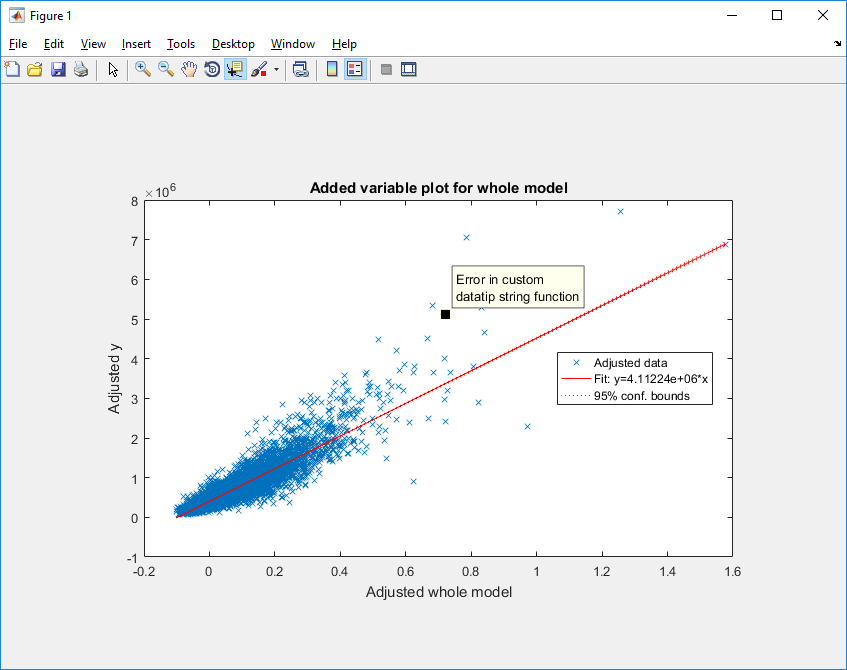 Figure 1
File Edit View Insert Tools Desktop Window Help
Added variable plot for whole model
×10^6
8
7
6
5
4
3
2
1
0
-1
Adjusted y
Error in custom
datatip string function
Adjusted data
Fit: y=4.11224e+06*x
95% conf. bounds
-0.2 0 0.2 0.4 0.6 0.8 1 1.2 1.4 1.6
Adjusted whole model